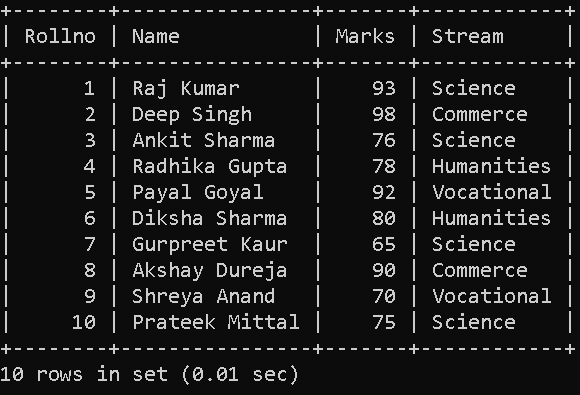 +--------+----------------+-------+------------+
| Rollno | Name           | Marks | Stream     |
+--------+----------------+-------+------------+
|      1 | Raj Kumar      |    93 | Science    |
|      2 | Deep Singh     |    98 | Commerce   |
|      3 | Ankit Sharma   |    76 | Science    |
|      4 | Radhika Gupta  |    78 | Humanities |
|      5 | Payal Goyal    |    92 | Vocational |
|      6 | Diksha Sharma  |    80 | Humanities |
|      7 | Gurpreet Kaur  |    65 | Science    |
|      8 | Akshay Dureja  |    90 | Commerce   |
|      9 | Shreya Anand   |    70 | Vocational |
|     10 | Prateek Mittal |    75 | Science    |
+--------+----------------+-------+------------+
10 rows in set (0.01 sec)